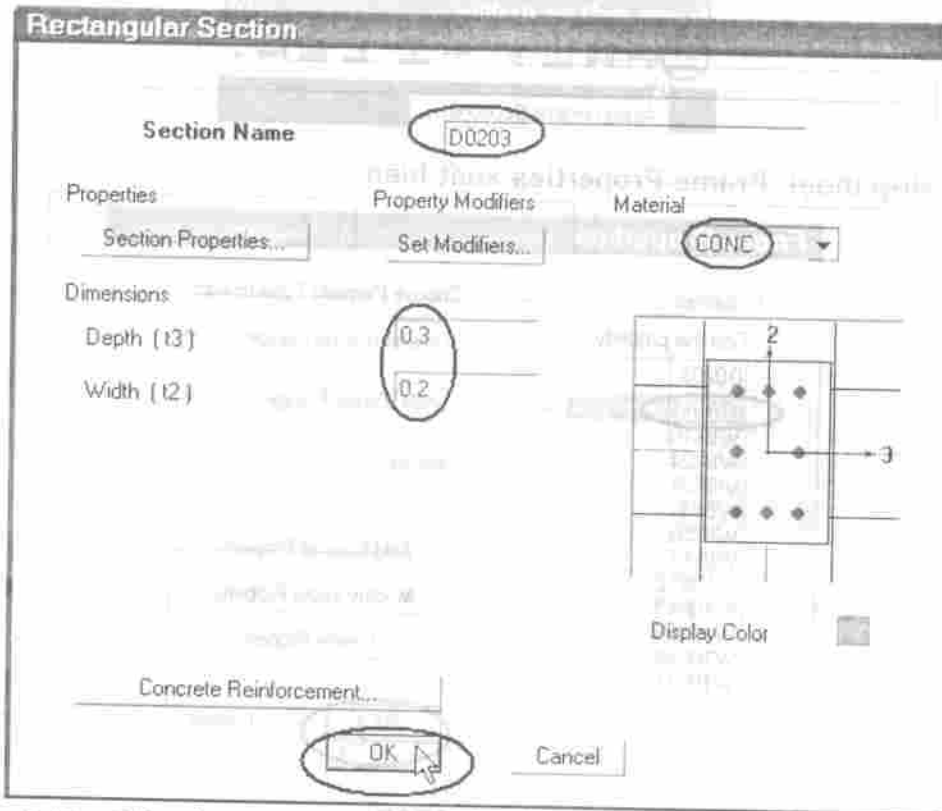 Rectangular Section
Section Name D0203
Properties Property Modifiers Material
Section Properties... Set Modifiers... CONC
Dimensions
Depth (t3) 0.3
Width (t2) 0.2
2
3
Display Color
Concrete Reinforcement...
OK Cancel